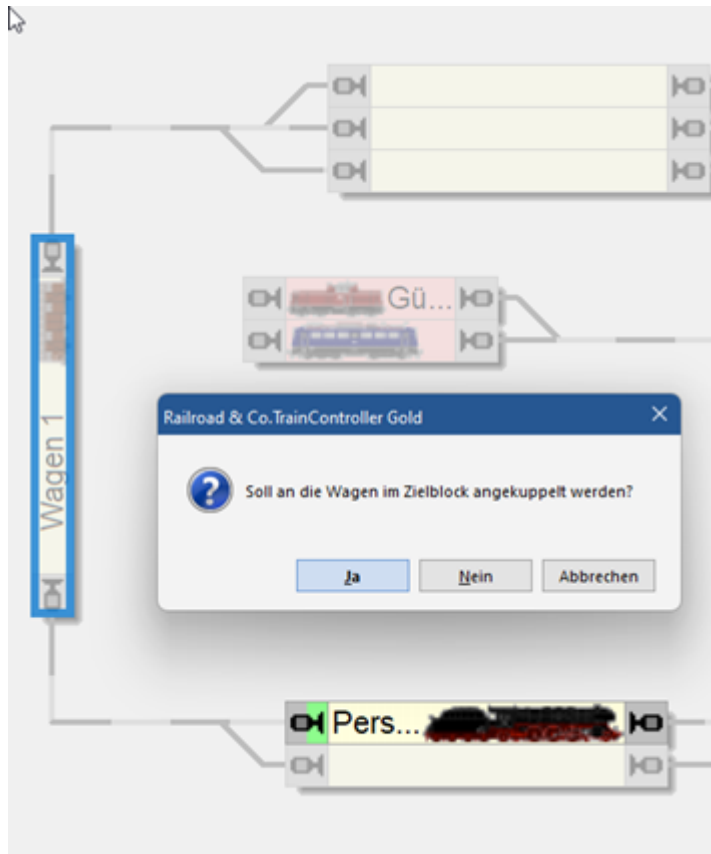 Gü...
Wagen 1
Railroad & Co.TrainController Gold
Soll an die Wagen im Zielblock angekuppelt werden?
Ja
Nein
Abbrechen
Pers...